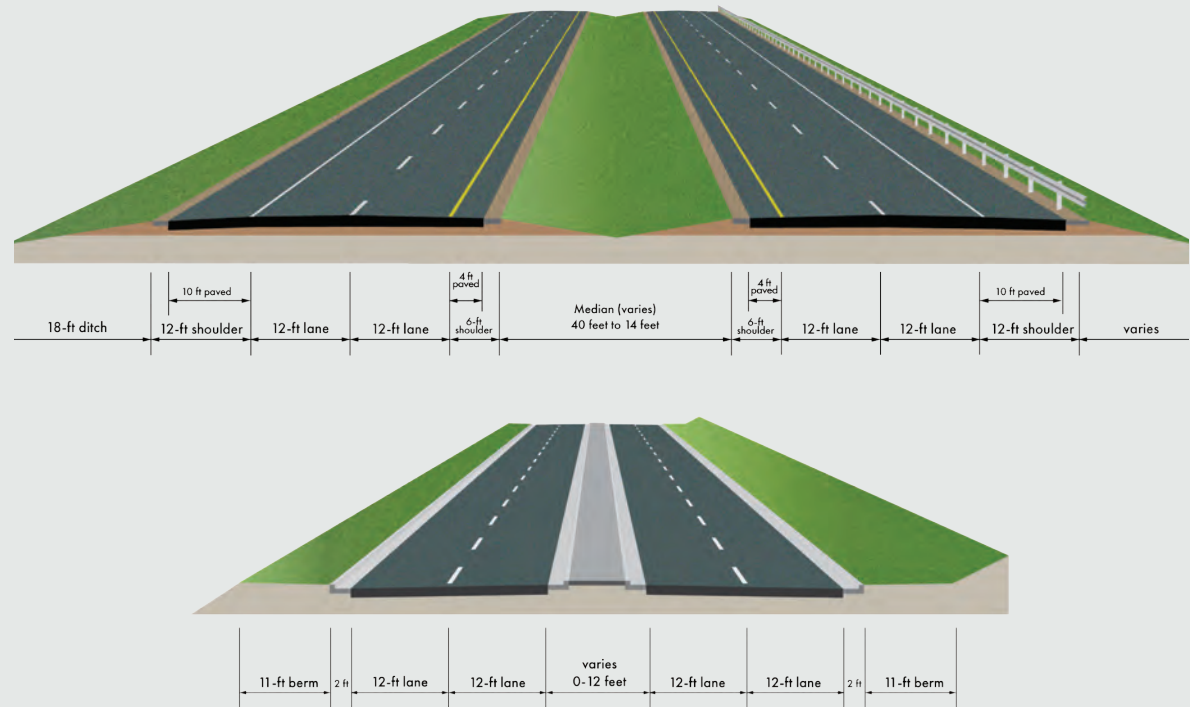 4 ft
paved
4 ft
paved
10 ft paved
10 ft paved
Median (varies)
40 feet to 14 feet
18-ft ditch
12-ft shoulder
12-ft lane
12-ft lane
6-ft
shoulder
6-ft
shoulder
12-ft lane
12-ft lane
12-ft shoulder
varies
varies
0-12 feet
11-ft berm
2 ft
12-ft lane
12-ft lane
12-ft lane
12-ft lane
2 ft
11-ft berm